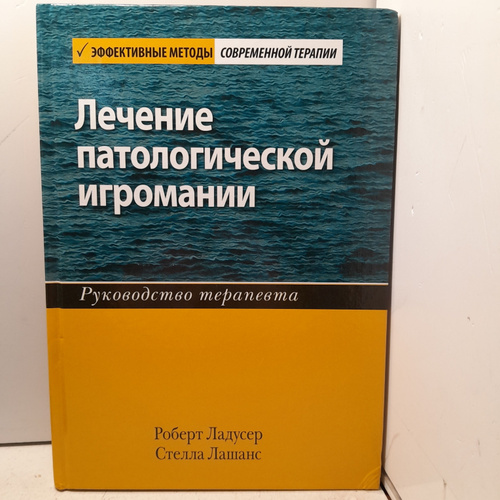 ✓ ЭФФЕКТИВНЫЕ МЕТОДЫ СОВРЕМЕННОЙ ТЕРАПИИ
Лечение
патологической
игромании
Руководство терапевта
Роберт Ладусер
Стелла Лашанс